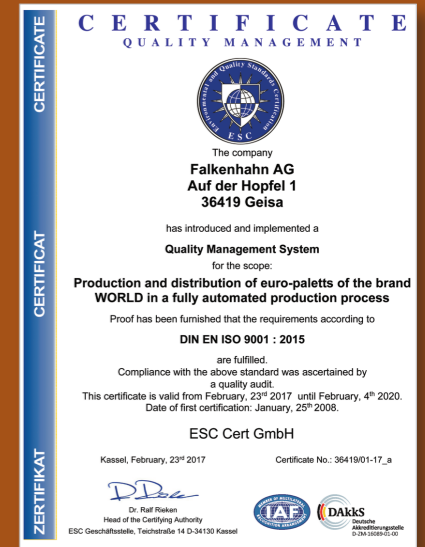 CERTIFICATE
QUALITY MANAGEMENT
CERTIFICATE
CERTIFICAT
ZERTIFIKAT
Environmental and Quality Standards Certification
ESC
The company
Falkenhahn AG
Auf der Hopfel 1
36419 Geisa
has introduced and implemented a
Quality Management System
for the scope:
Production and distribution of euro-paletts of the brand
WORLD in a fully automated production process
Proof has been furnished that the requirements according to
DIN EN ISO 9001 : 2015
are fulfilled.
Compliance with the above standard was ascertained by
a quality audit.
This certificate is valid from February, 23rd 2017 until February, 4th 2020.
Date of first certification: January, 25th 2008.
ESC Cert GmbH
Kassel, February, 23rd 2017
Certificate No.: 36419/01-17_a
Dr. Ralf Rieken
Head of the Certifying Authority
ESC Geschäftsstelle, Teichstraße 14 D-34130 Kassel
IAF
DAkkS
Deutsche
Akkreditierungsstelle
D-ZM-16089-01-00